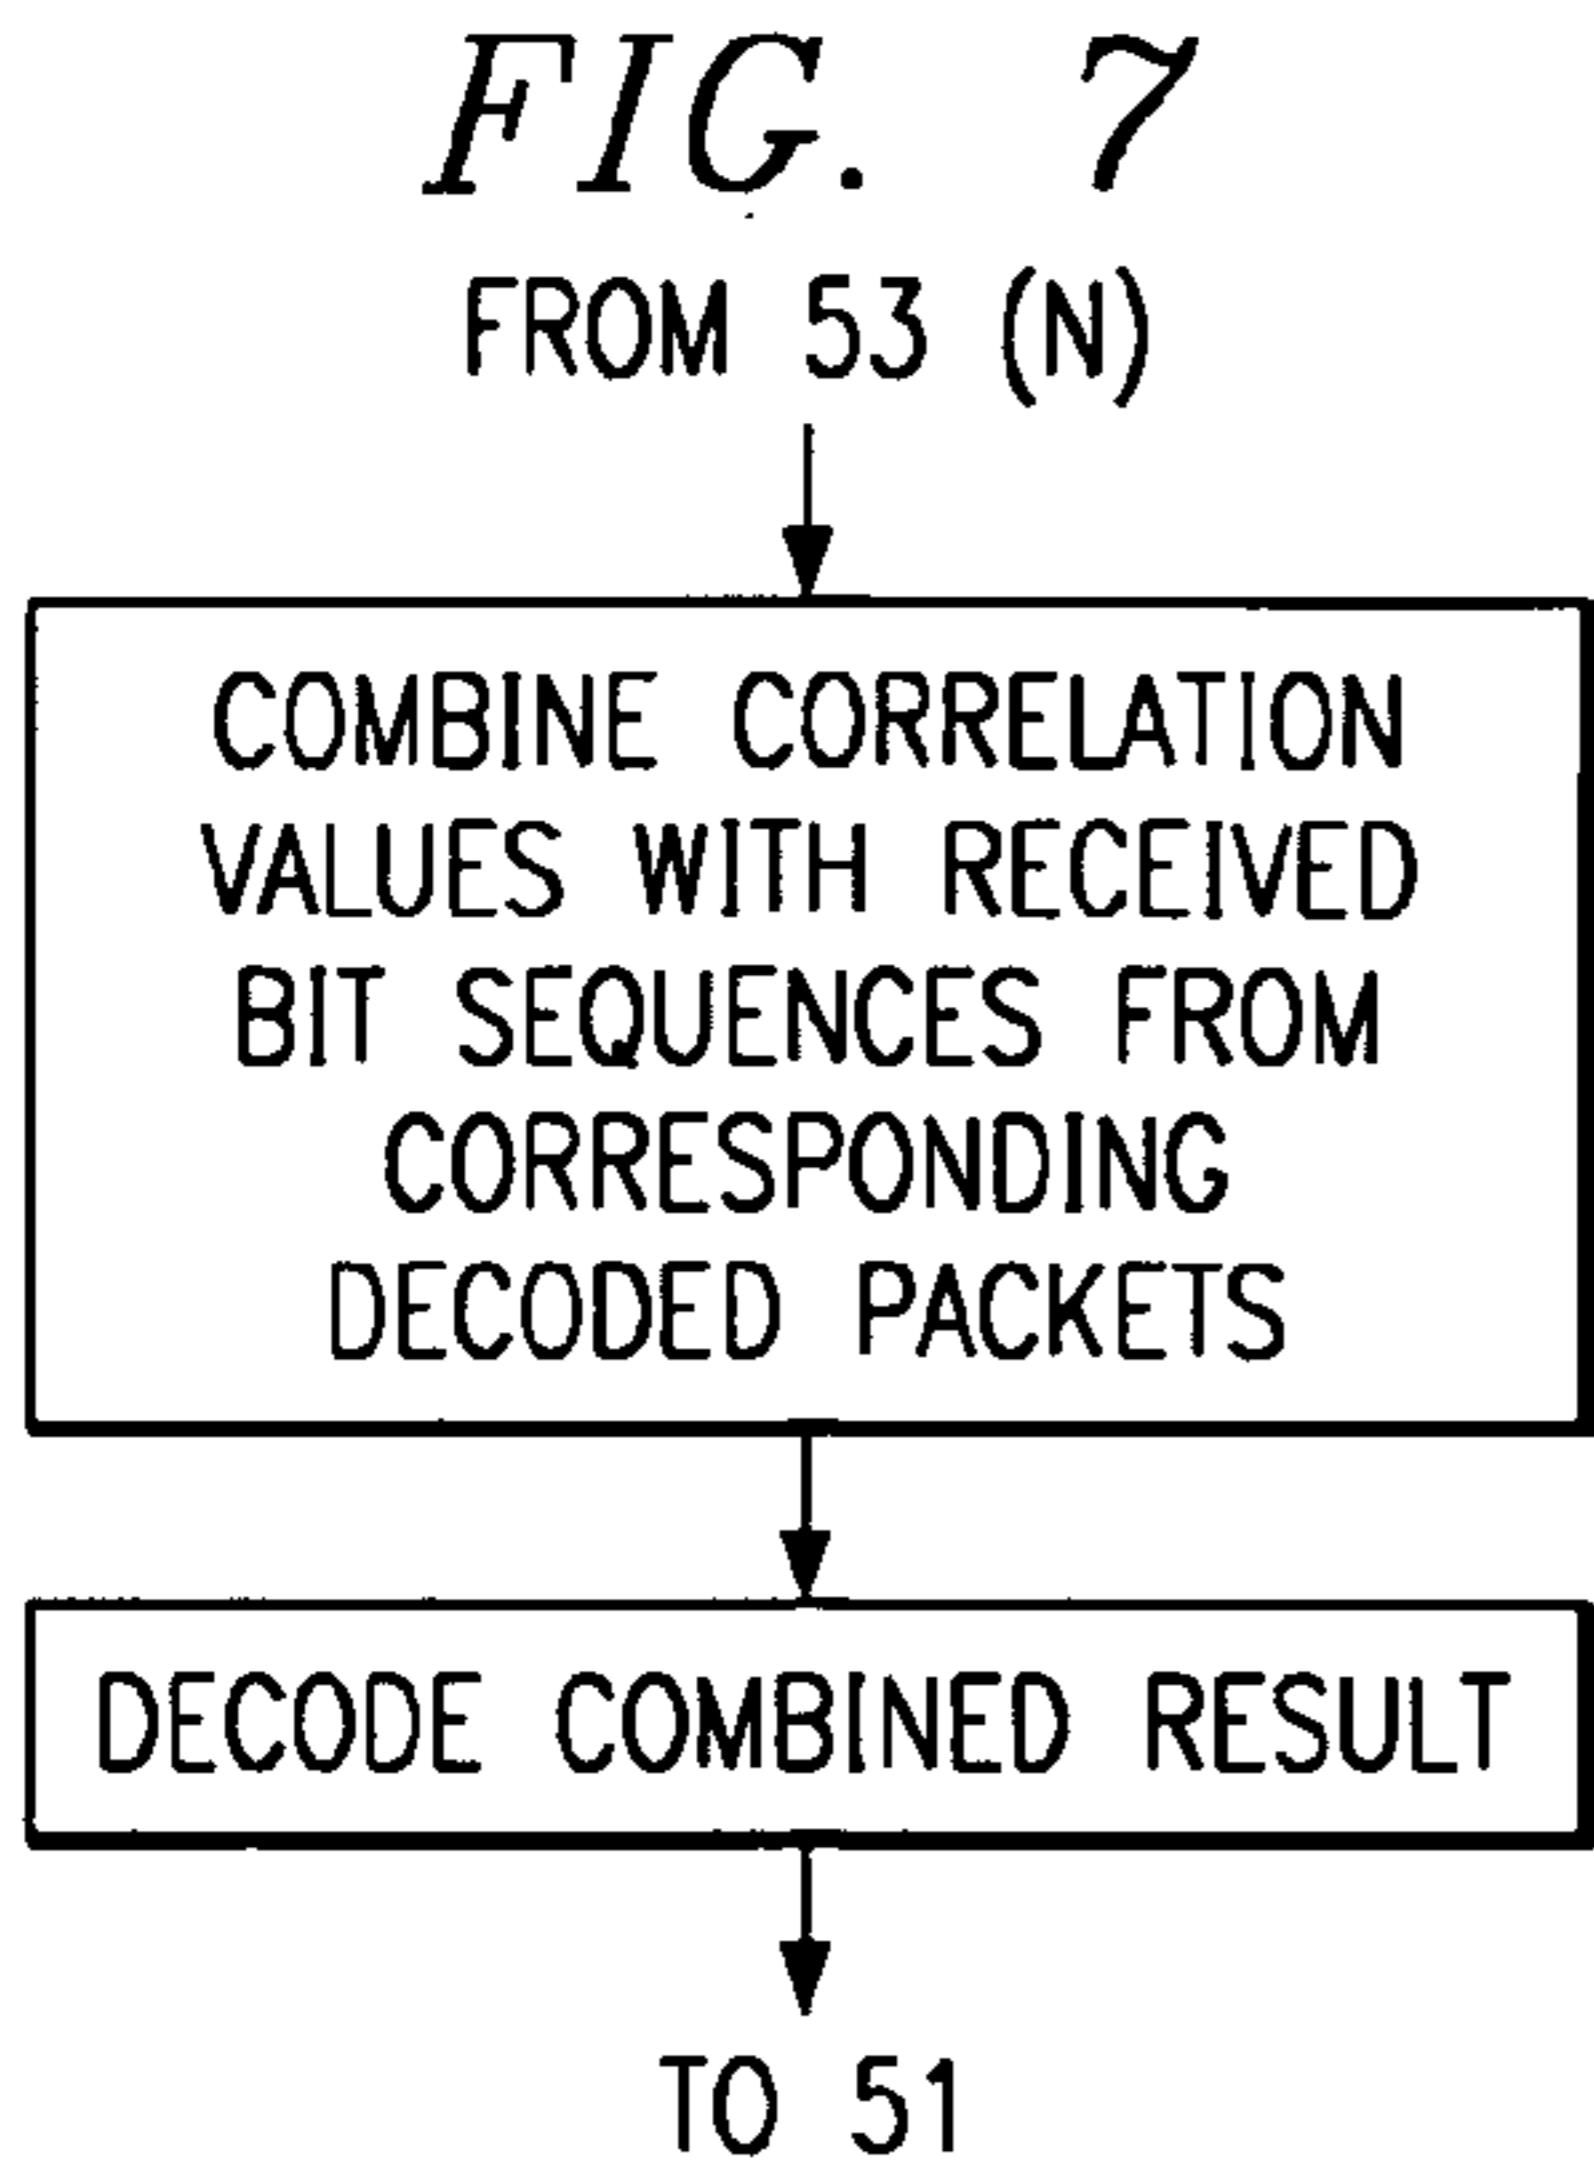 FIG. 7
FROM 53 (N)
COMBINE CORRELATION
VALUES WITH RECEIVED
BIT SEQUENCES FROM
CORRESPONDING
DECODED PACKETS
DECODE COMBINED RESULT
TO 51